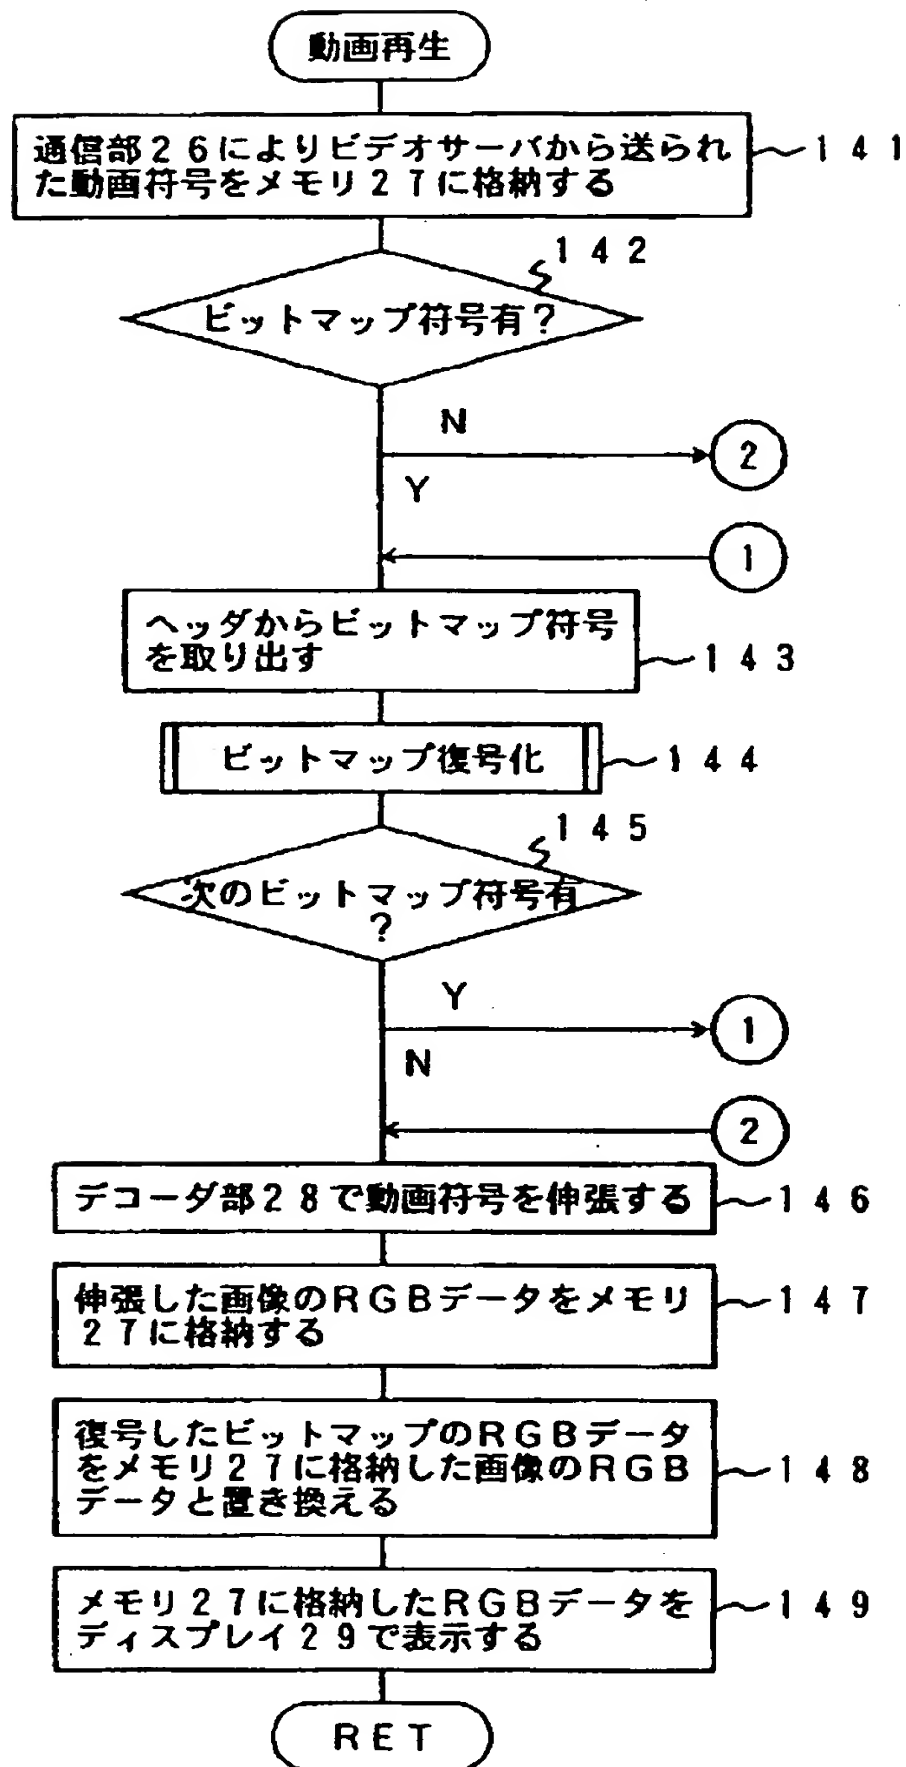 動画再生
通信部２６によりビデオサーバから送られ
た動画符号をメモリ２７に格納する
１４１
１４２
ビットマップ符号有？
Ｎ
２
Ｙ
１
ヘッダからビットマップ符号
を取り出す
１４３
ビットマップ復号化
１４４
１４５
次のビットマップ符号有
？
Ｙ
１
Ｎ
２
デコーダ部２８で動画符号を伸張する
１４６
伸張した画像のＲＧＢデータをメモリ
２７に格納する
１４７
復号したビットマップのＲＧＢデータ
をメモリ２７に格納した画像のＲＧＢ
データと置き換える
１４８
メモリ２７に格納したＲＧＢデータを
ディスプレイ２９で表示する
１４９
ＲＥＴ